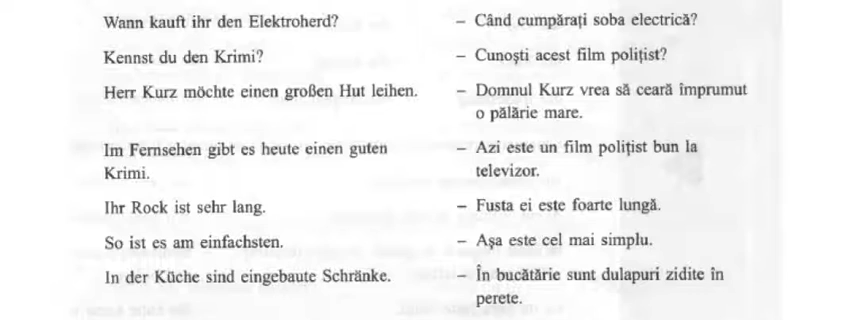 Wann kauft ihr den Elektroherd? – Când cumpărați soba electrică?
Kennst du den Krimi? – Cunoști acest film polițist?
Herr Kurz möchte einen großen Hut leihen. – Domnul Kurz vrea să ceară împrumut
o pălărie mare.
Im Fernsehen gibt es heute einen guten – Azi este un film polițist bun la
Krimi. televizor.
Ihr Rock ist sehr lang. – Fusta ei este foarte lungă.
So ist es am einfachsten. – Așa este cel mai simplu.
In der Küche sind eingebaute Schränke. – În bucătărie sunt dulapuri zidite în
perete.